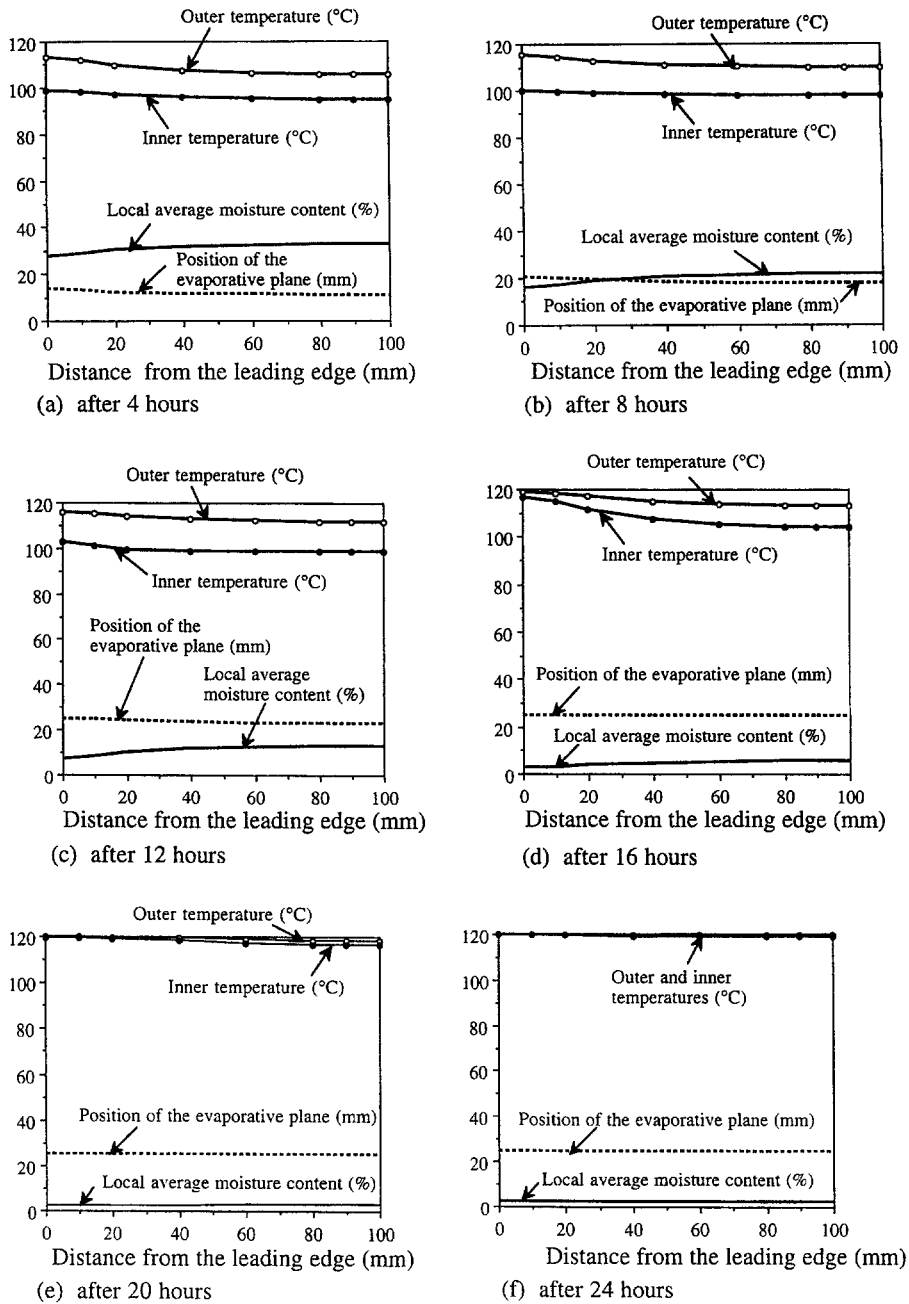 Outer temperature (°C)
120
100
80
60
40
20
0
Inner temperature (°C)
Local average moisture content (%)
Position of the
evaporative plane (mm)
0 20 40 60 80 100
Distance from the leading edge (mm)
(a) after 4 hours
Outer temperature (°C)
120
100
80
60
40
20
0
Inner temperature (°C)
Local average moisture content (%)
Position of the evaporative plane (mm)
0 20 40 60 80 100
Distance from the leading edge (mm)
(b) after 8 hours
Outer temperature (°C)
120
100
80
60
40
20
0
Inner temperature (°C)
Position of the
evaporative plane (mm)
Local average
moisture content (%)
0 20 40 60 80 100
Distance from the leading edge (mm)
(c) after 12 hours
Outer temperature (°C)
120
100
80
60
40
20
0
Inner temperature (°C)
Position of the evaporative plane (mm)
Local average moisture content (%)
0 20 40 60 80 100
Distance from the leading edge (mm)
(d) after 16 hours
Outer temperature (°C)
120
100
80
60
40
20
0
Inner temperature (°C)
Position of the evaporative plane (mm)
Local average moisture content (%)
0 20 40 60 80 100
Distance from the leading edge (mm)
(e) after 20 hours
120
100
80
60
40
20
0
Outer and inner
temperatures (°C)
Position of the evaporative plane (mm)
Local average moisture content (%)
0 20 40 60 80 100
Distance from the leading edge (mm)
(f) after 24 hours